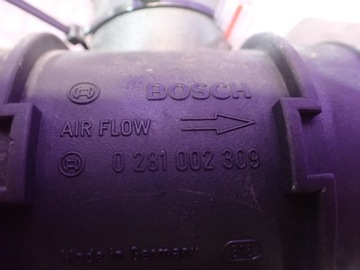 BOSCH
AIR FLOW
0 281 002 309
Made in Germany